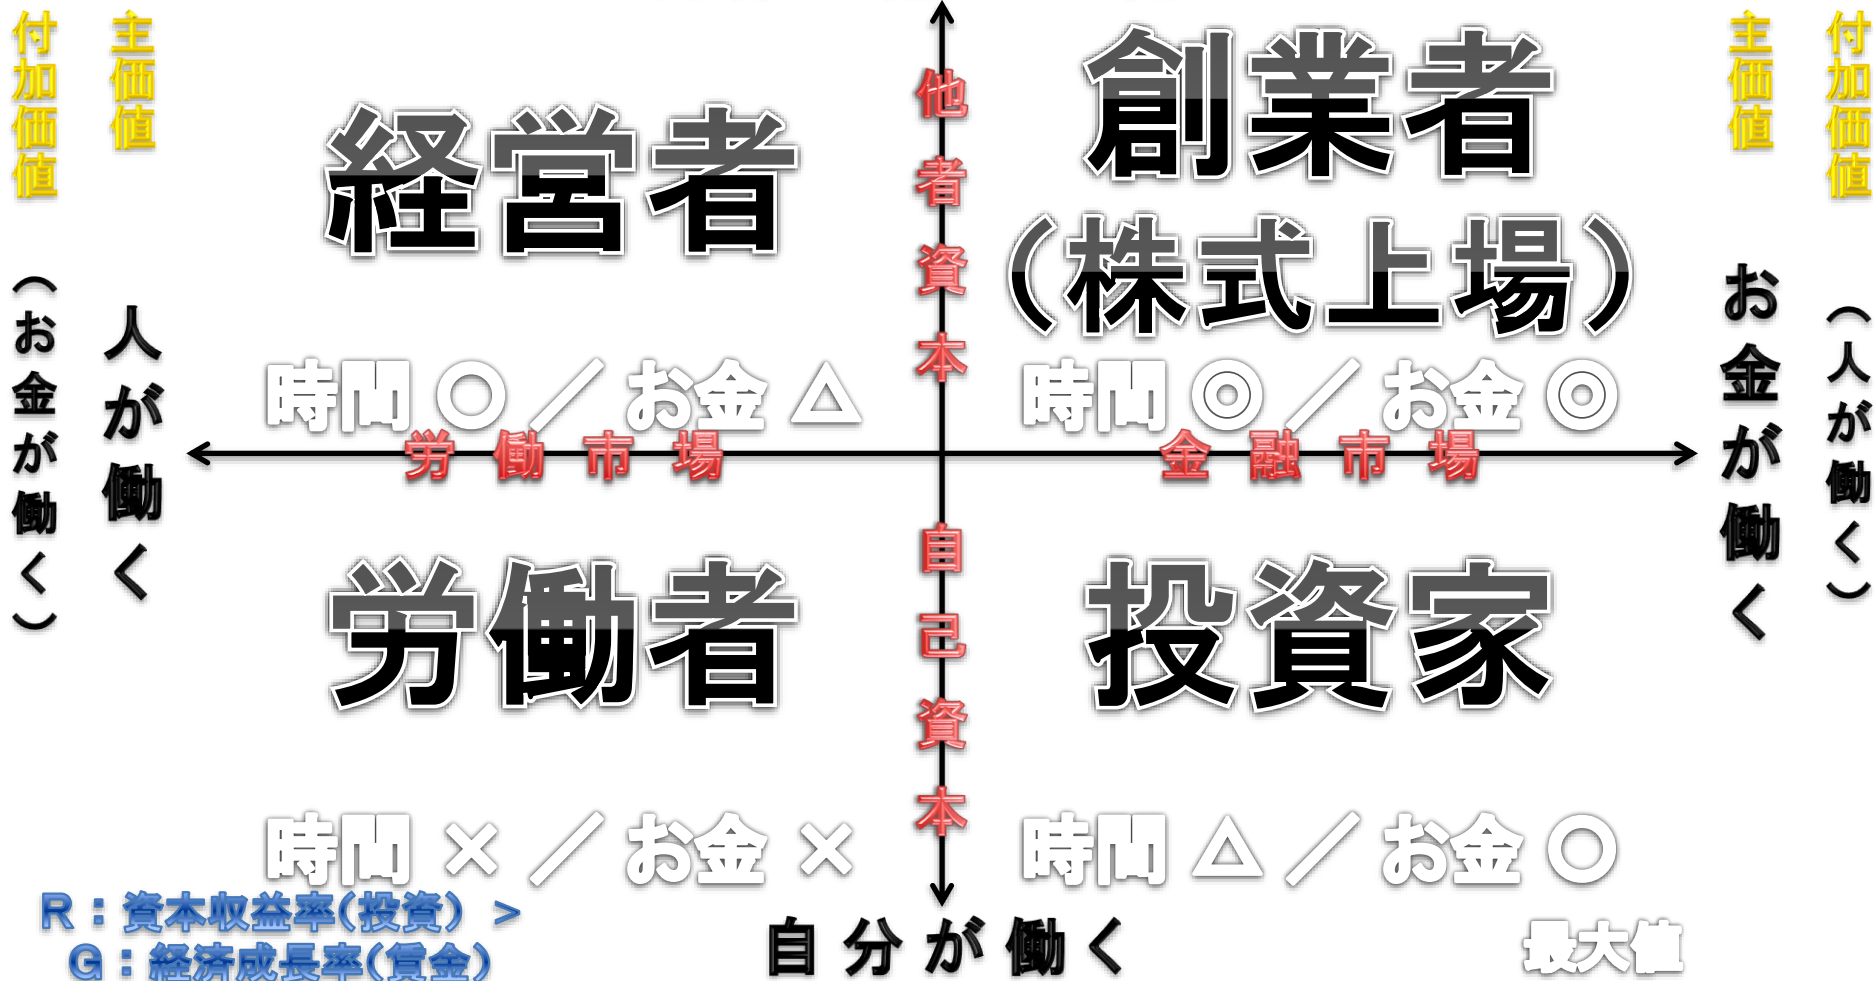 付加価値
（お金が働く）
主価値
人が働く
経営者
時間 ○ ／ お金 △
他者資本
創業者
（株式上場）
時間 ◎ ／ お金 ◎
主価値
お金が働く
付加価値
（人が働く）
労働市場
金融市場
労働者
時間 × ／ お金 ×
自己資本
投資家
時間 △ ／ お金 ○
R：資本収益率（投資） >
G：経済成長率（賃金）
自分が働く
最大値